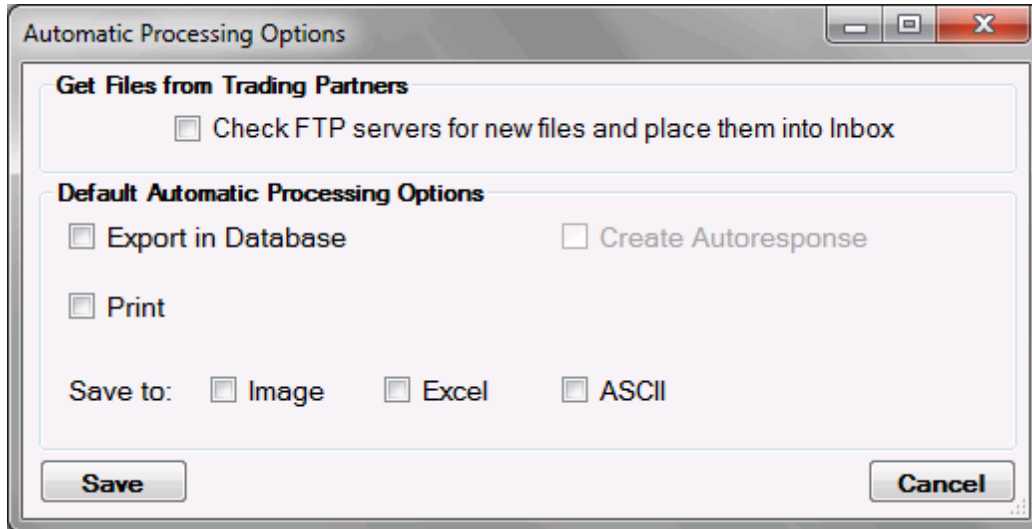 Automatic Processing Options
Get Files from Trading Partners
Check FTP servers for new files and place them into Inbox
Default Automatic Processing Options
Export in Database Create Autoresponse
Print
Save to: Image Excel ASCII
Save Cancel